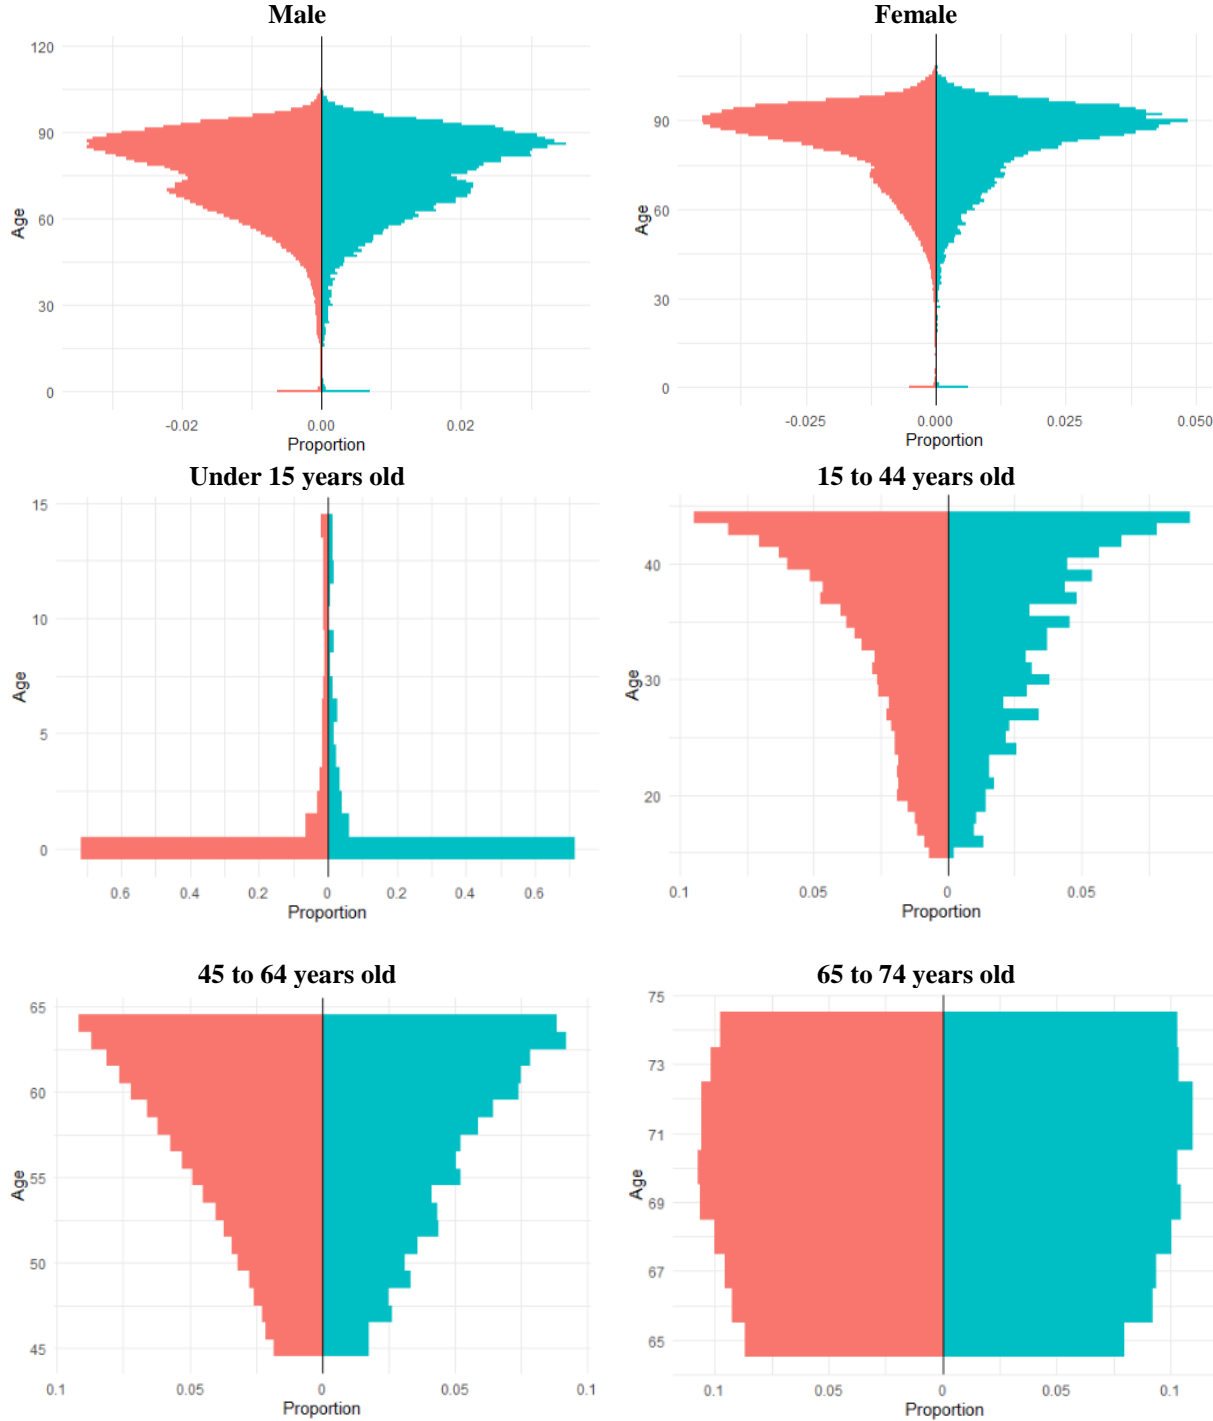 Male
120
90
60
30
0
Age
-0.02 0.00 0.02
Proportion
Female
90
60
30
0
Age
-0.025 0.000 0.025 0.050
Proportion
Under 15 years old
15
10
5
0
Age
0.6 0.4 0.2 0 0.2 0.4 0.6
Proportion
15 to 44 years old
40
30
20
Age
0.1 0.05 0 0.05
Proportion
45 to 64 years old
65
60
55
50
45
Age
0.1 0.05 0 0.05 0.1
Proportion
65 to 74 years old
75
73
71
69
67
65
Age
0.1 0.05 0 0.05 0.1
Proportion